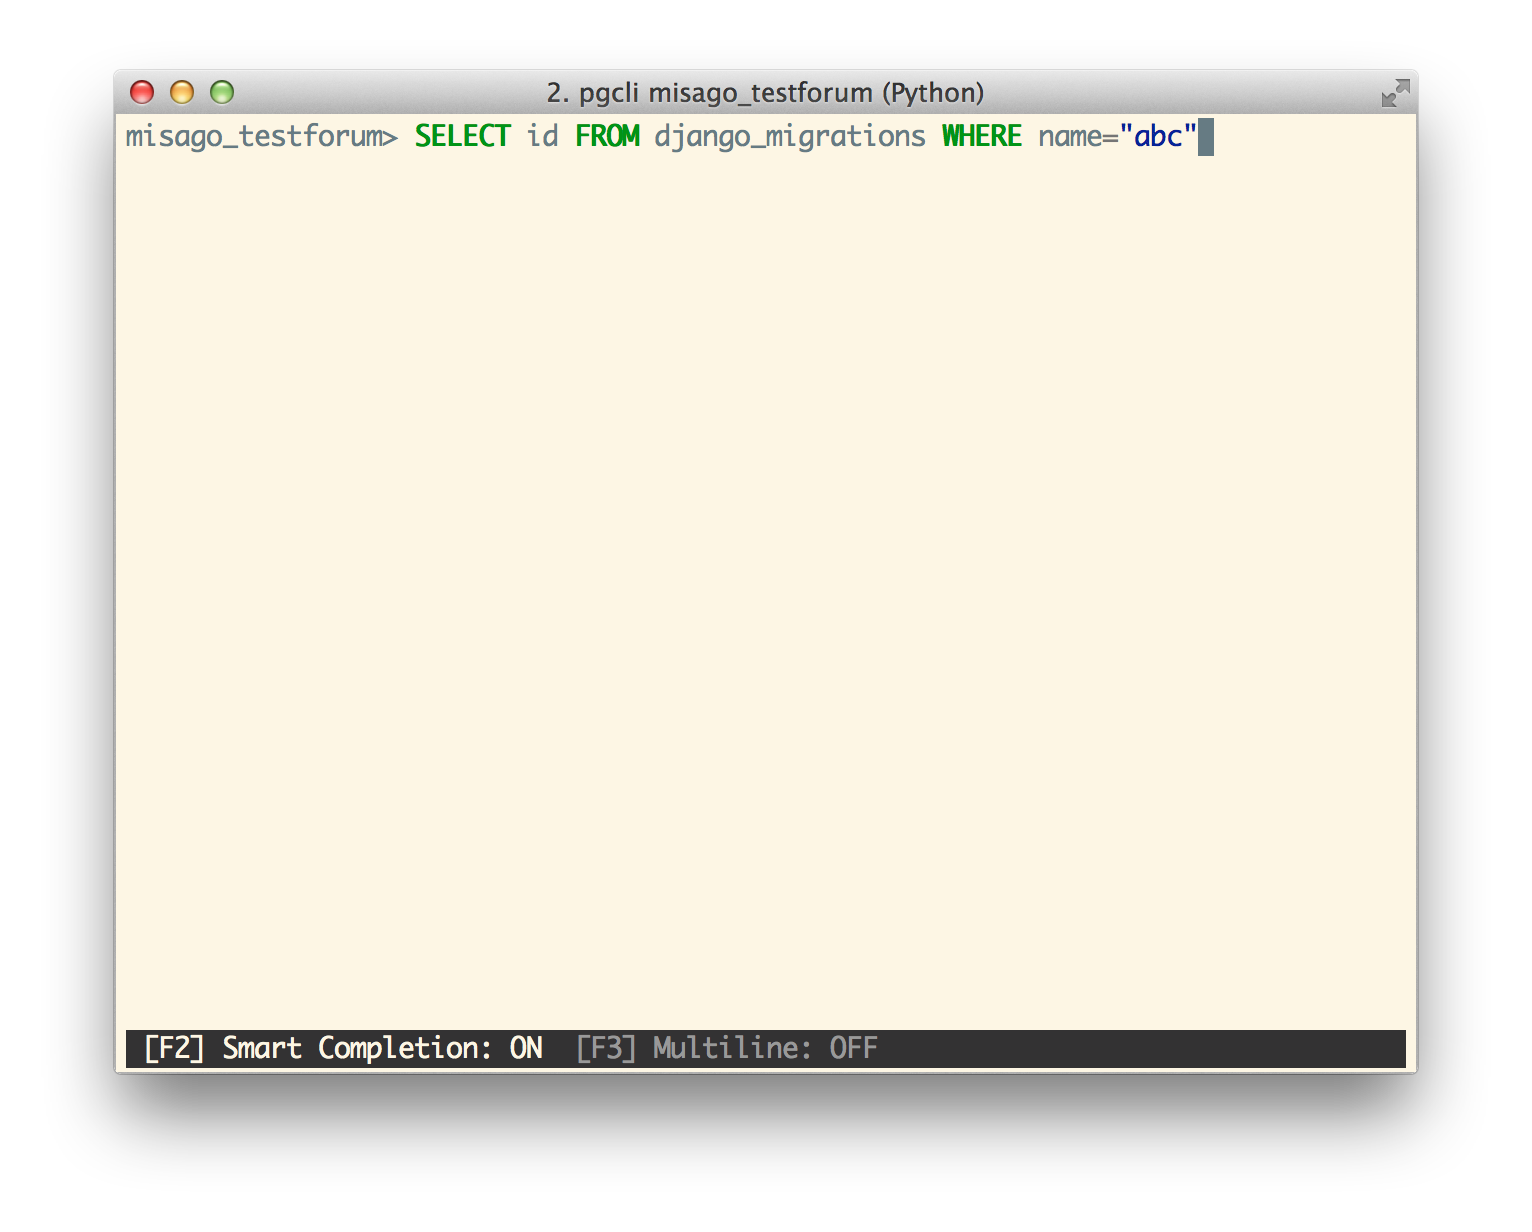 2. pgcli misago_testforum (Python)
misago_testforum> SELECT id FROM django_migrations WHERE name="abc"
[F2] Smart Completion: ON [F3] Multiline: OFF